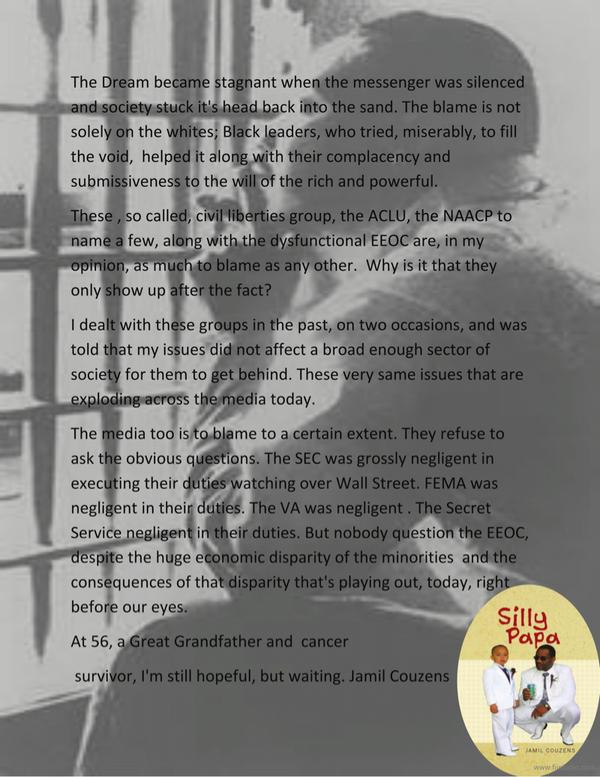 The Dream became stagnant when the messenger was silenced
and society stuck it's head back into the sand. The blame is not
solely on the whites; Black leaders, who tried, miserably, to fill
the void,  helped it along with their complacency and
submissiveness to the will of the rich and powerful.
These , so called, civil liberties group, the ACLU, the NAACP to
name a few, along with the dysfunctional EEOC are, in my
opinion, as much to blame as any other.  Why is it that they
only show up after the fact?
I dealt with these groups in the past, on two occasions, and was
told that my issues did not affect a broad enough sector of
society for them to get behind. These very same issues that are
exploding across the media today.
The media too is to blame to a certain extent. They refuse to
ask the obvious questions. The SEC was grossly negligent in
executing their duties watching over Wall Street. FEMA was
negligent in their duties. The VA was negligent . The Secret
Service negligent in their duties. But nobody question the EEOC,
despite the huge economic disparity of the minorities  and the
consequences of that disparity that's playing out, today, right
before our eyes.
At 56, a Great Grandfather and  cancer
survivor, I'm still hopeful, but waiting. Jamil Couzens
Silly
Papa
JAMIL COUZENS